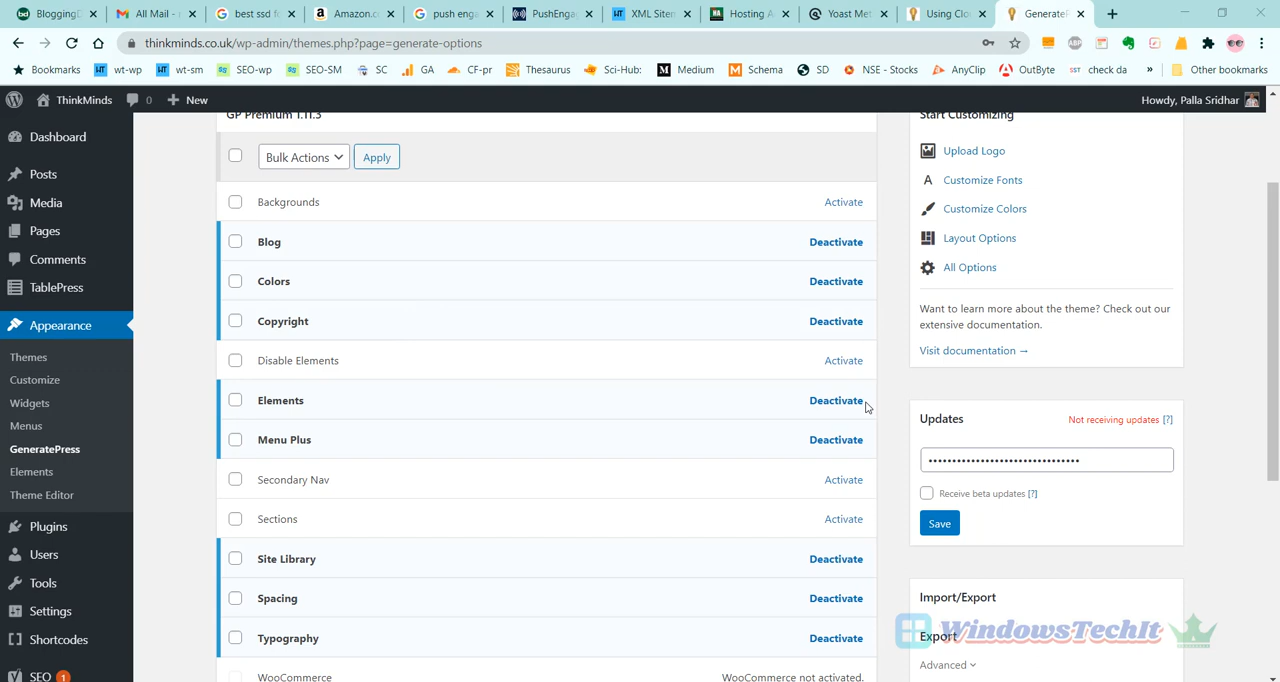 BloggingD
All Mail -
best ssd f
Amazon.c
push enga
PushEngag
XML Sitem
Hosting A
Yoast Met
Using Clo
GenerateP
thinkminds.co.uk/wp-admin/themes.php?page=generate-options
Bookmarks
wt-wp
wt-sm
SEO-wp
SEO-SM
SC
GA
CF-pr
Thesaurus
Sci-Hub:
Medium
Schema
SD
NSE - Stocks
AnyClip
OutByte
check da
»
Other bookmarks
ThinkMinds
0
New
Howdy, Palla Sridhar
Dashboard
Posts
Media
Pages
Comments
TablePress
Appearance
Themes
Customize
Widgets
Menus
GeneratePress
Elements
Theme Editor
Plugins
Users
Tools
Settings
Shortcodes
SEO 1
GP Premium 1.11.3
Bulk Actions
Apply
Backgrounds Activate
Blog Deactivate
Colors Deactivate
Copyright Deactivate
Disable Elements Activate
Elements Deactivate
Menu Plus Deactivate
Secondary Nav Activate
Sections Activate
Site Library Deactivate
Spacing Deactivate
Typography Deactivate
WooCommerce WooCommerce not activated.
Start Customizing
Upload Logo
Customize Fonts
Customize Colors
Layout Options
All Options
Want to learn more about the theme? Check out our
extensive documentation.
Visit documentation →
Updates Not receiving updates [?]
•••••••••••••••••••••••••••••••
Receive beta updates [?]
Save
Import/Export
Export
WindowsTechIt
Advanced